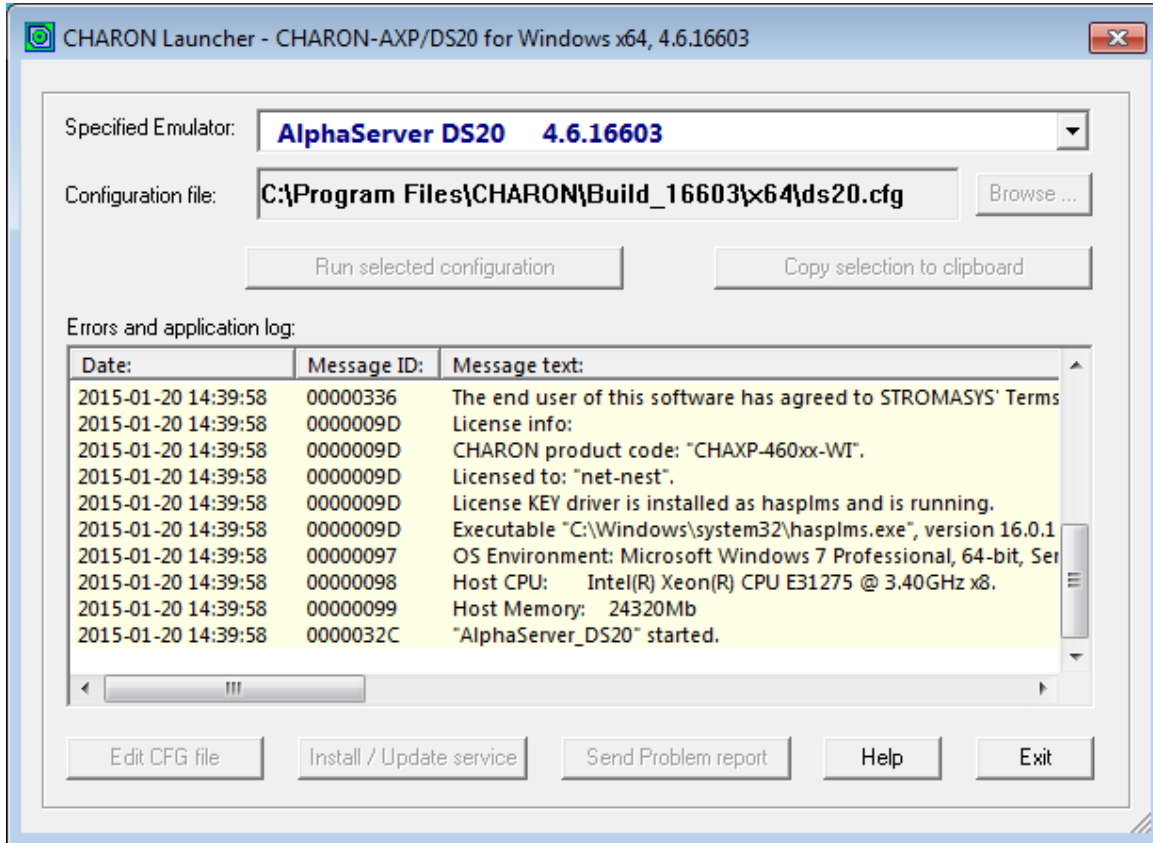 CHARON Launcher - CHARON-AXP/DS20 for Windows x64, 4.6.16603
Specified Emulator: AlphaServer DS20 4.6.16603
Configuration file: C:\Program Files\CHARON\Build_16603\x64\ds20.cfg Browse ...
Run selected configuration Copy selection to clipboard
Errors and application log:
Date: Message ID: Message text:
2015-01-20 14:39:58 00000336 The end user of this software has agreed to STROMASYS' Terms
2015-01-20 14:39:58 0000009D License info:
2015-01-20 14:39:58 0000009D CHARON product code: "CHAXP-460xx-WI".
2015-01-20 14:39:58 0000009D Licensed to: "net-nest".
2015-01-20 14:39:58 0000009D License KEY driver is installed as hasplms and is running.
2015-01-20 14:39:58 0000009D Executable "C:\Windows\system32\hasplms.exe", version 16.0.1
2015-01-20 14:39:58 00000097 OS Environment: Microsoft Windows 7 Professional, 64-bit, Ser
2015-01-20 14:39:58 00000098 Host CPU: Intel(R) Xeon(R) CPU E31275 @ 3.40GHz x8.
2015-01-20 14:39:58 00000099 Host Memory: 24320Mb
2015-01-20 14:39:58 0000032C "AlphaServer_DS20" started.
Edit CFG file Install / Update service Send Problem report Help Exit